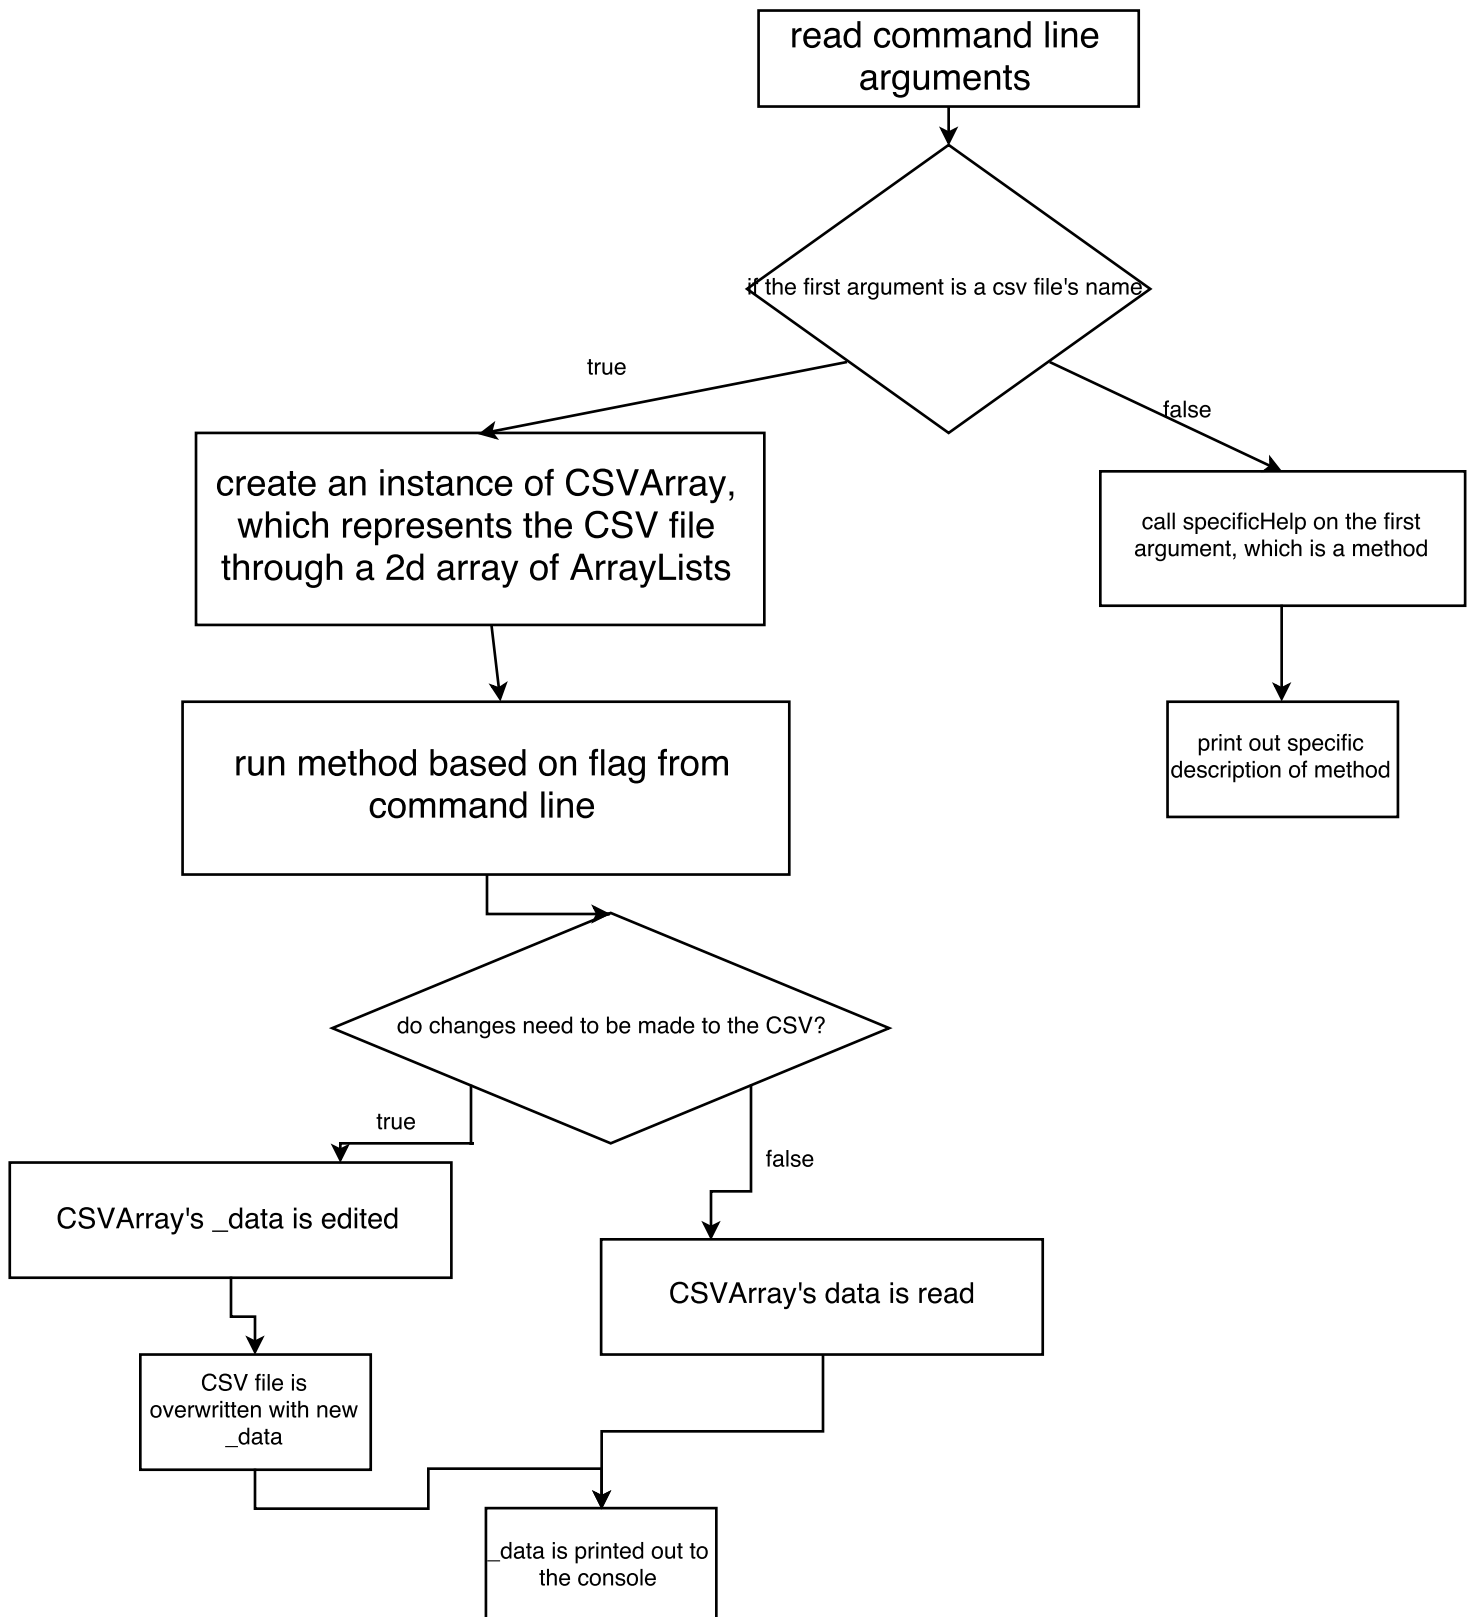 read command line
arguments
if the first argument is a csv file's name
true
false
create an instance of CSVArray,
which represents the CSV file
through a 2d array of ArrayLists
call specificHelp on the first
argument, which is a method
run method based on flag from
command line
print out specific
description of method
do changes need to be made to the CSV?
true
false
CSVArray's _data is edited
CSVArray's data is read
CSV file is
overwritten with new
_data
_data is printed out to
the console